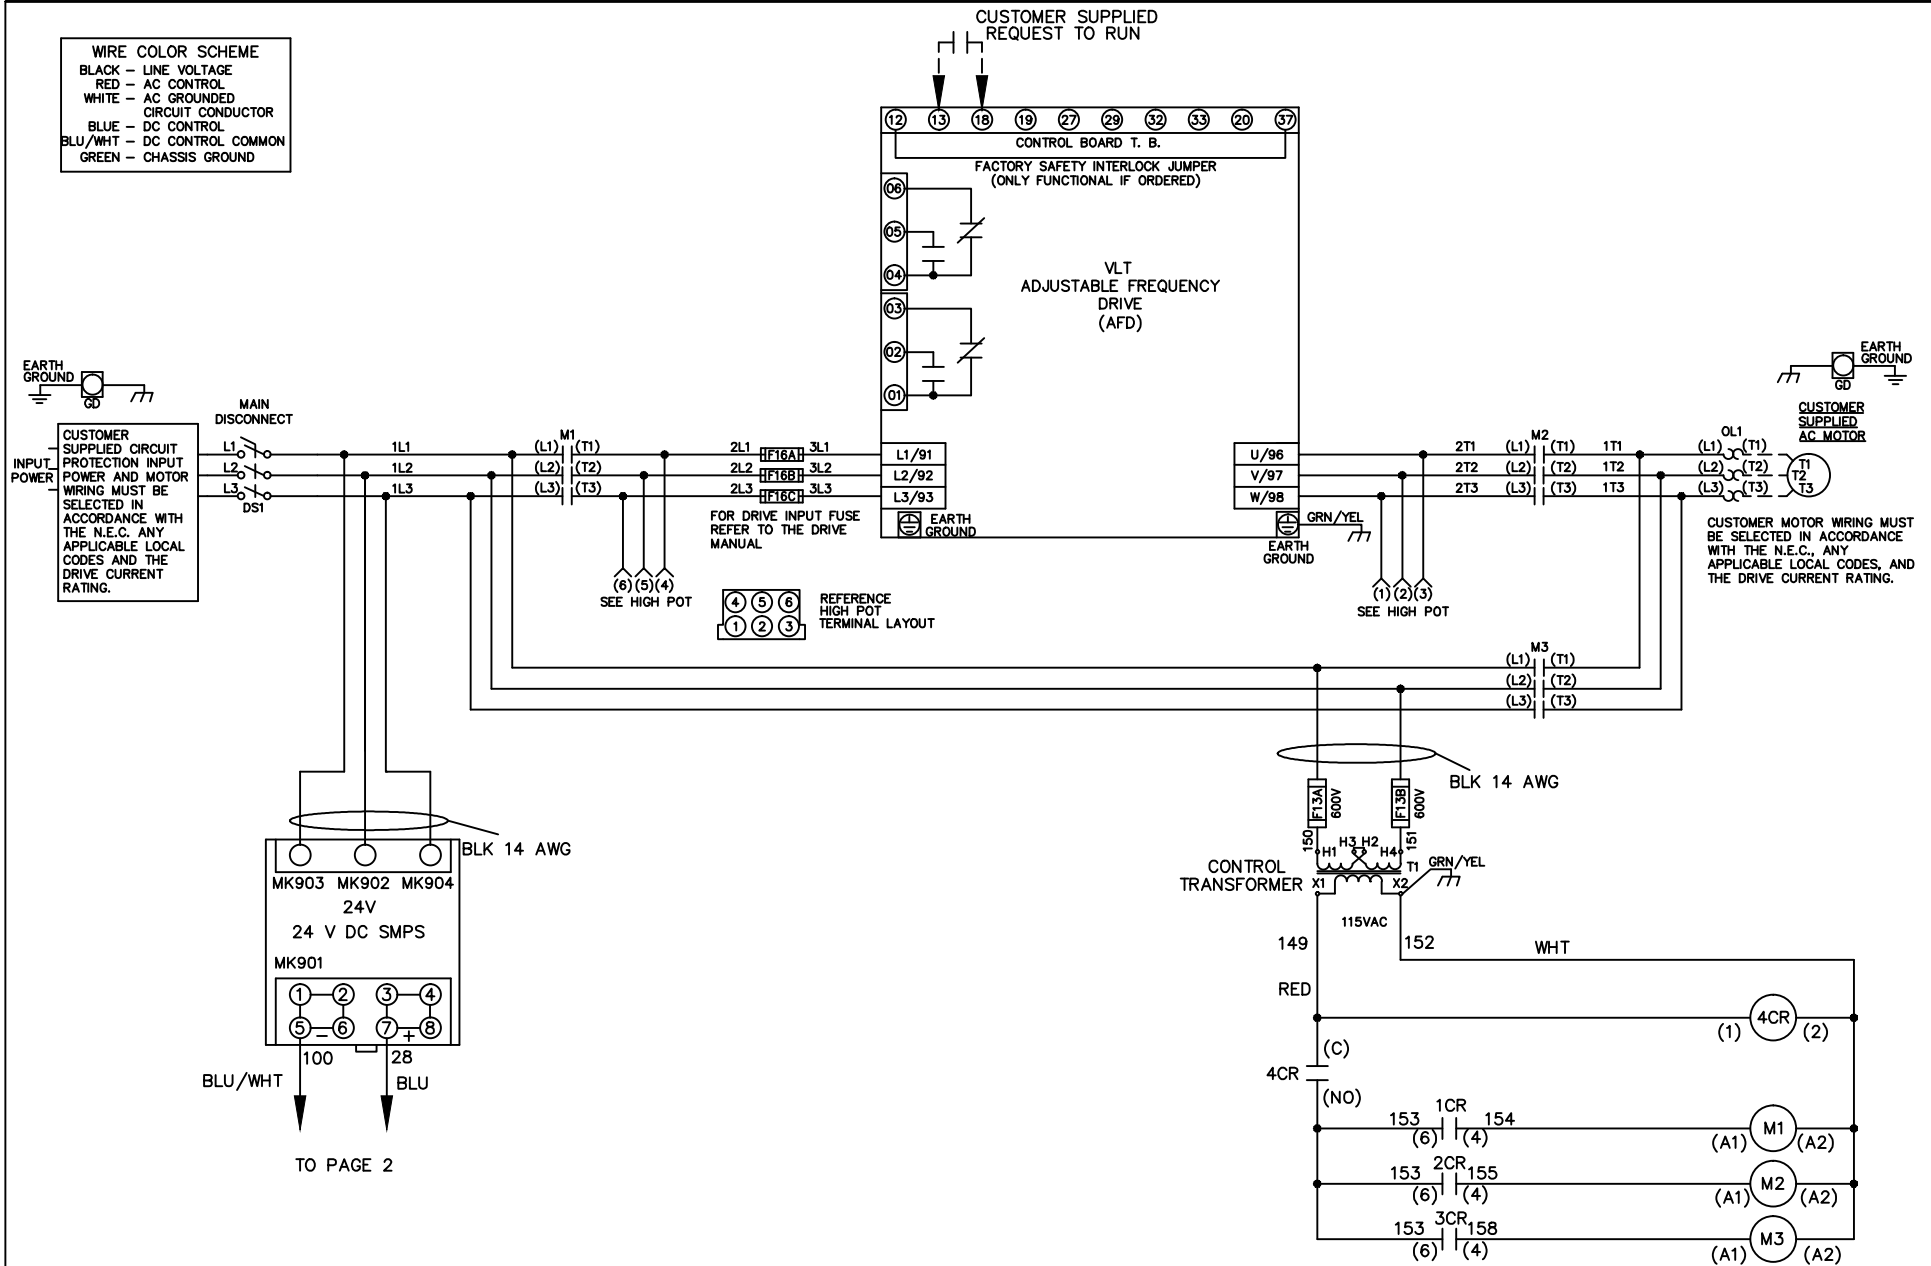 CUSTOMER SUPPLIED
REQUEST TO RUN
WIRE COLOR SCHEME
BLACK – LINE VOLTAGE
RED – AC CONTROL
WHITE – AC GROUNDED
CIRCUIT CONDUCTOR
BLUE – DC CONTROL
BLU/WHT – DC CONTROL COMMON
GREEN – CHASSIS GROUND
12 13 18 19 27 29 32 33 20 37
CONTROL BOARD T. B.
FACTORY SAFETY INTERLOCK JUMPER
(ONLY FUNCTIONAL IF ORDERED)
06
05
04
03
02
01
VLT
ADJUSTABLE FREQUENCY
DRIVE
(AFD)
EARTH
GROUND
GD
MAIN
DISCONNECT
INPUT
POWER
CUSTOMER
SUPPLIED CIRCUIT
PROTECTION INPUT
POWER AND MOTOR
WIRING MUST BE
SELECTED IN
ACCORDANCE WITH
THE N.E.C. ANY
APPLICABLE LOCAL
CODES AND THE
DRIVE CURRENT
RATING.
L1
L2
L3
DS1
1L1
1L2
1L3
M1
(L1) (T1)
(L2) (T2)
(L3) (T3)
2L1 F16A 3L1
2L2 F16B 3L2
2L3 F16C 3L3
FOR DRIVE INPUT FUSE
REFER TO THE DRIVE
MANUAL
L1/91
L2/92
L3/93
EARTH
GROUND
(6) (5) (4)
SEE HIGH POT
4 5 6
1 2 3
REFERENCE
HIGH POT
TERMINAL LAYOUT
U/96
V/97
W/98
GRN/YEL
EARTH
GROUND
(1) (2) (3)
SEE HIGH POT
2T1
2T2
2T3
M2
(L1) (T1)
(L2) (T2)
(L3) (T3)
1T1
1T2
1T3
OL1
(L1) (T1)
(L2) (T2)
(L3) (T3)
T1
T2
T3
EARTH
GROUND
GD
CUSTOMER
SUPPLIED
AC MOTOR
CUSTOMER MOTOR WIRING MUST
BE SELECTED IN ACCORDANCE
WITH THE N.E.C., ANY
APPLICABLE LOCAL CODES, AND
THE DRIVE CURRENT RATING.
M3
(L1) (T1)
(L2) (T2)
(L3) (T3)
BLK 14 AWG
BLK 14 AWG
MK903 MK902 MK904
24V
24 V DC SMPS
MK901
1 2 3 4
5 – 6 7 + 8
100 28
BLU/WHT BLU
TO PAGE 2
F13A 600V
F13B 600V
150 151
H1 H3 H2 H4
T1
GRN/YEL
CONTROL
TRANSFORMER
X1 X2
115VAC
149 152
WHT
RED
4CR
(1) (2)
(C)
4CR
(NO)
1CR
153 154
(6) (4)
M1
(A1) (A2)
2CR
153 155
(6) (4)
M2
(A1) (A2)
3CR
153 158
(6) (4)
M3
(A1) (A2)